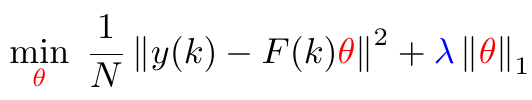 min_θ 1/N ‖y(k) − F(k)θ‖² + λ ‖θ‖₁